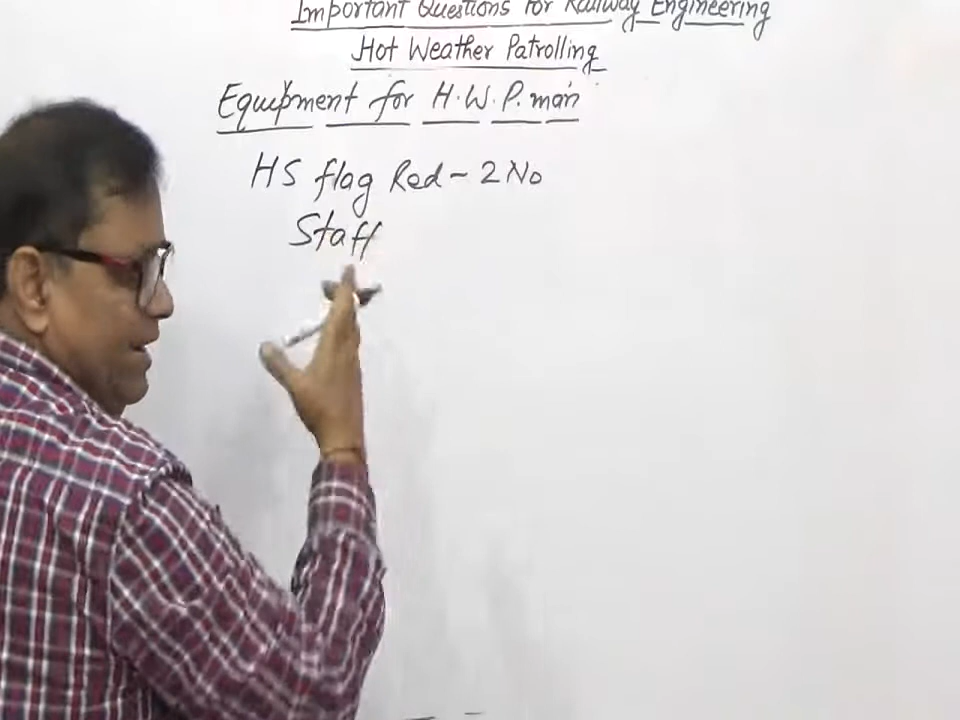 Important Questions for Railway Engineering
Hot Weather Patrolling
Equipment for H.W.P.man
HS flag Red - 2 No
Staff